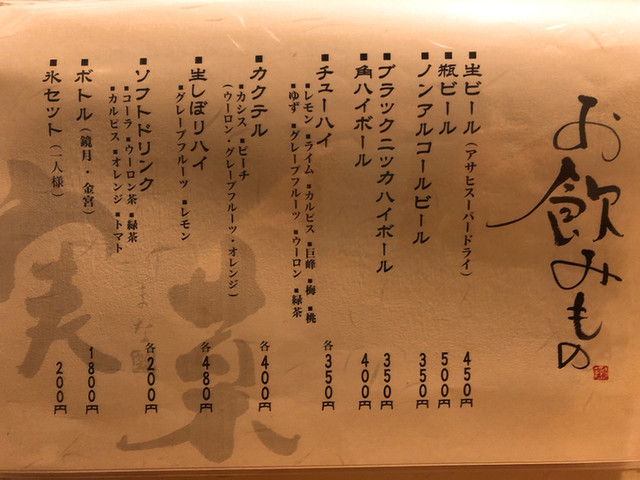 お飲みもの
生ビール（アサヒスーパードライ） 450円
瓶ビール 500円
ノンアルコールビール 350円
ブラックニッカハイボール 350円
角ハイボール 400円
チューハイ 各350円
レモン ライム カルピス 巨峰 梅 桃
ゆず グレープフルーツ ウーロン 緑茶
カクテル 各400円
カシス ピーチ
（ウーロン・グレープフルーツ・オレンジ）
生しぼりハイ 各480円
グレープフルーツ レモン
ソフトドリンク 各200円
コーラ ウーロン茶 緑茶
カルピス オレンジ トマト
ボトル（鏡月・金宮） 1800円
氷セット（一人様） 200円